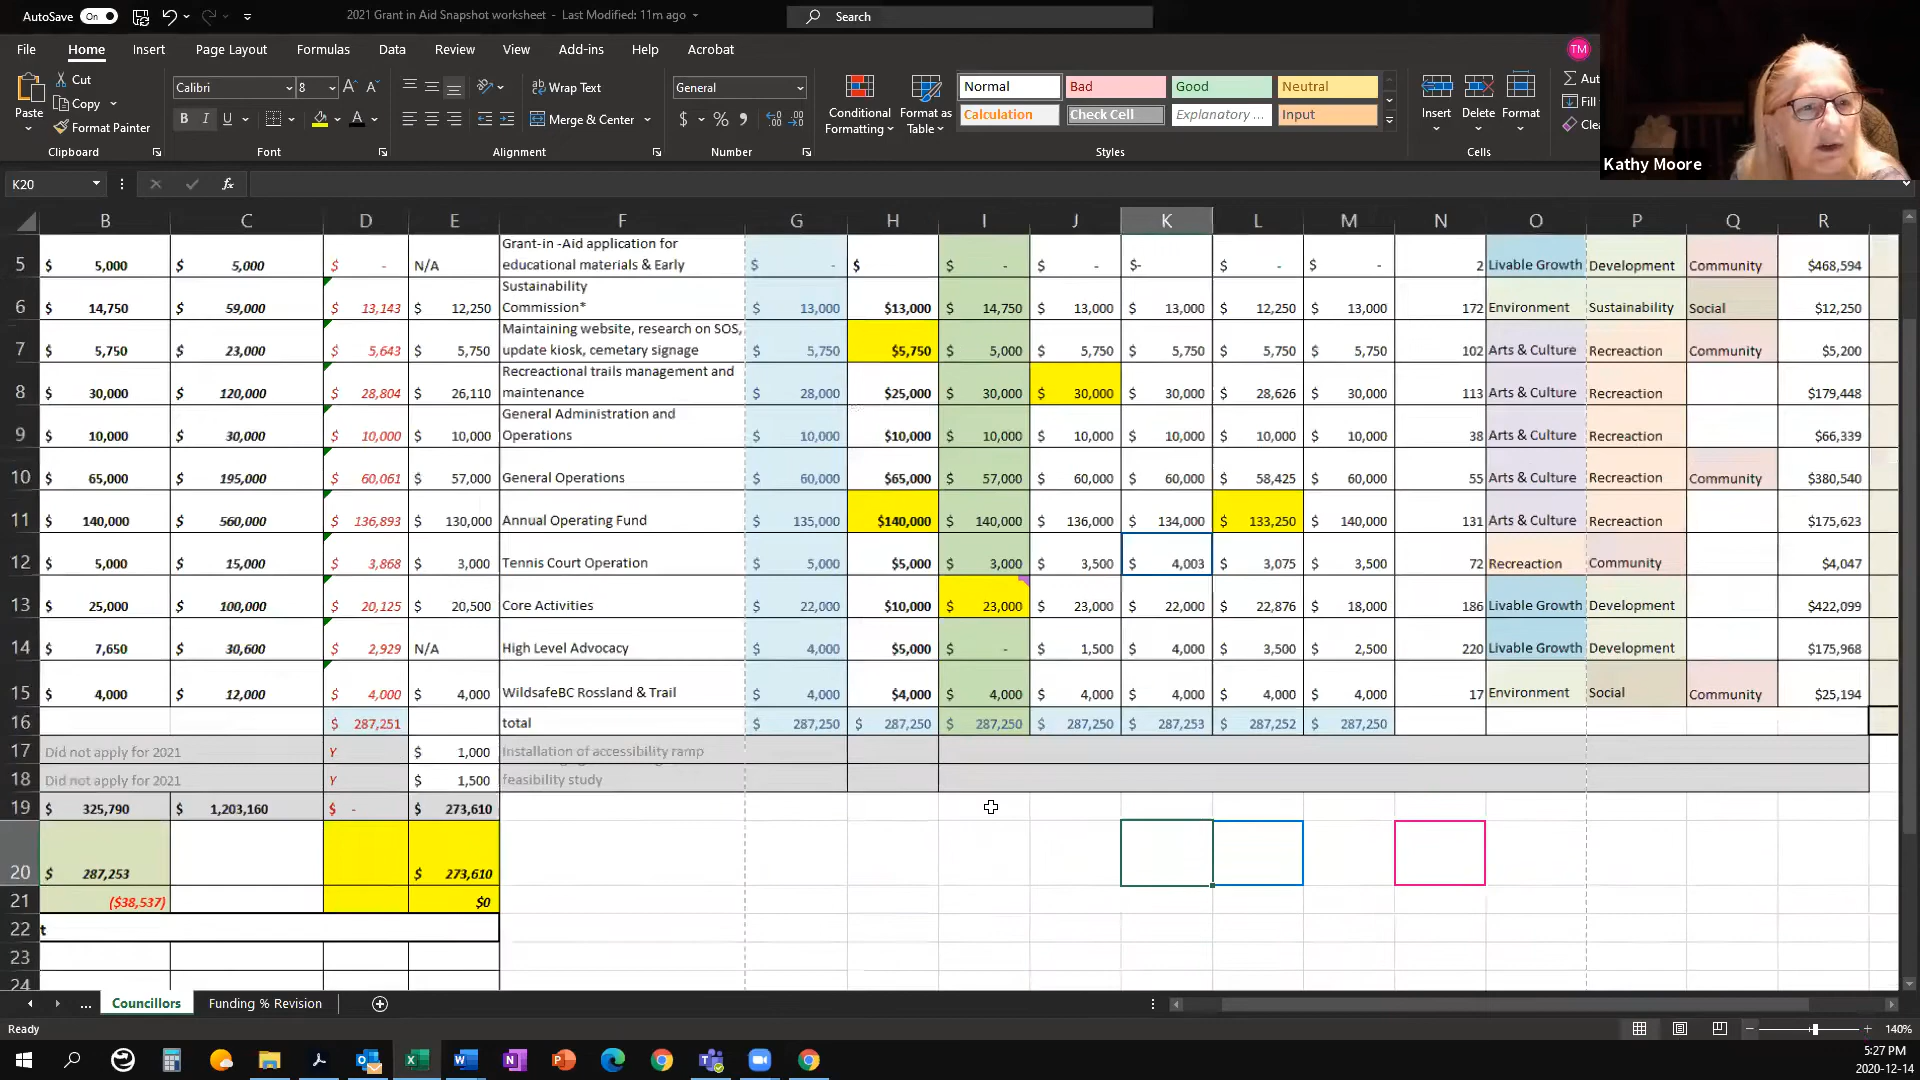 AutoSave On 2021 Grant in Aid Snapshot worksheet - Last Modified: 11m ago Search
File Home Insert Page Layout Formulas Data Review View Add-ins Help Acrobat TM
Paste Cut Copy Format Painter
Calibri 8 B I U A
Wrap Text Merge & Center
General $ % 9
Conditional Formatting Format as Table
Normal Bad Good Neutral
Calculation Check Cell Explanatory ... Input
Insert Delete Format
Aut
Fill
Clea
Clipboard Font Alignment Number Styles Cells
Kathy Moore
K20 fx
B C D E F G H I J K L M N O P Q R
5 $ 5,000 $ 5,000 $ - N/A Grant-in -Aid application for educational materials & Early $ - $ $ - $ - $- $ - $ - 2 Livable Growth Development Community $468,594
6 $ 14,750 $ 59,000 $ 13,143 $ 12,250 Sustainability Commission* $ 13,000 $13,000 $ 14,750 $ 13,000 $ 13,000 $ 12,250 $ 13,000 172 Environment Sustainability Social $12,250
7 $ 5,750 $ 23,000 $ 5,643 $ 5,750 Maintaining website, research on SOS, update kiosk, cemetary signage $ 5,750 $5,750 $ 5,000 $ 5,750 $ 5,750 $ 5,750 $ 5,750 102 Arts & Culture Recreaction Community $5,200
8 $ 30,000 $ 120,000 $ 28,804 $ 26,110 Recreactional trails management and maintenance $ 28,000 $25,000 $ 30,000 $ 30,000 $ 30,000 $ 28,626 $ 30,000 113 Arts & Culture Recreaction $179,448
9 $ 10,000 $ 30,000 $ 10,000 $ 10,000 General Administration and Operations $ 10,000 $10,000 $ 10,000 $ 10,000 $ 10,000 $ 10,000 $ 10,000 38 Arts & Culture Recreaction $66,339
10 $ 65,000 $ 195,000 $ 60,061 $ 57,000 General Operations $ 60,000 $65,000 $ 57,000 $ 60,000 $ 60,000 $ 58,425 $ 60,000 55 Arts & Culture Recreaction Community $380,540
11 $ 140,000 $ 560,000 $ 136,893 $ 130,000 Annual Operating Fund $ 135,000 $140,000 $ 140,000 $ 136,000 $ 134,000 $ 133,250 $ 140,000 131 Arts & Culture Recreaction $175,623
12 $ 5,000 $ 15,000 $ 3,868 $ 3,000 Tennis Court Operation $ 5,000 $5,000 $ 3,000 $ 3,500 $ 4,003 $ 3,075 $ 3,500 72 Recreaction Community $4,047
13 $ 25,000 $ 100,000 $ 20,125 $ 20,500 Core Activities $ 22,000 $10,000 $ 23,000 $ 23,000 $ 22,000 $ 22,876 $ 18,000 186 Livable Growth Development $422,099
14 $ 7,650 $ 30,600 $ 2,929 N/A High Level Advocacy $ 4,000 $5,000 $ - $ 1,500 $ 4,000 $ 3,500 $ 2,500 220 Livable Growth Development $175,968
15 $ 4,000 $ 12,000 $ 4,000 $ 4,000 WildsafeBC Rossland & Trail $ 4,000 $4,000 $ 4,000 $ 4,000 $ 4,000 $ 4,000 $ 4,000 17 Environment Social Community $25,194
16 $ 287,251 total $ 287,250 $ 287,250 $ 287,250 $ 287,250 $ 287,253 $ 287,252 $ 287,250
17 Did not apply for 2021 Y $ 1,000 Installation of accessibility ramp
18 Did not apply for 2021 Y $ 1,500 feasibility study
19 $ 325,790 $ 1,203,160 $ - $ 273,610
20 $ 287,253 $ 273,610
21 ($38,537) $0
22 t
23
24
... Councillors Funding % Revision
Ready 140%
5:27 PM
2020-12-14